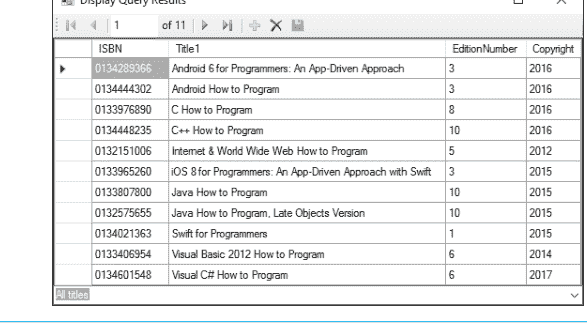 Display Query Results
1 of 11
ISBN Title1 EditionNumber Copyright
0134289366 Android 6 for Programmers: An App-Driven Approach 3 2016
0134444302 Android How to Program 3 2016
0133976890 C How to Program 8 2016
0134448235 C++ How to Program 10 2016
0132151006 Internet & World Wide Web How to Program 5 2012
0133965260 iOS 8 for Programmers: An App-Driven Approach with Swift 3 2015
0133807800 Java How to Program 10 2015
0132575655 Java How to Program, Late Objects Version 10 2015
0134021363 Swift for Programmers 1 2015
0133406954 Visual Basic 2012 How to Program 6 2014
0134601548 Visual C# How to Program 6 2017
All titles